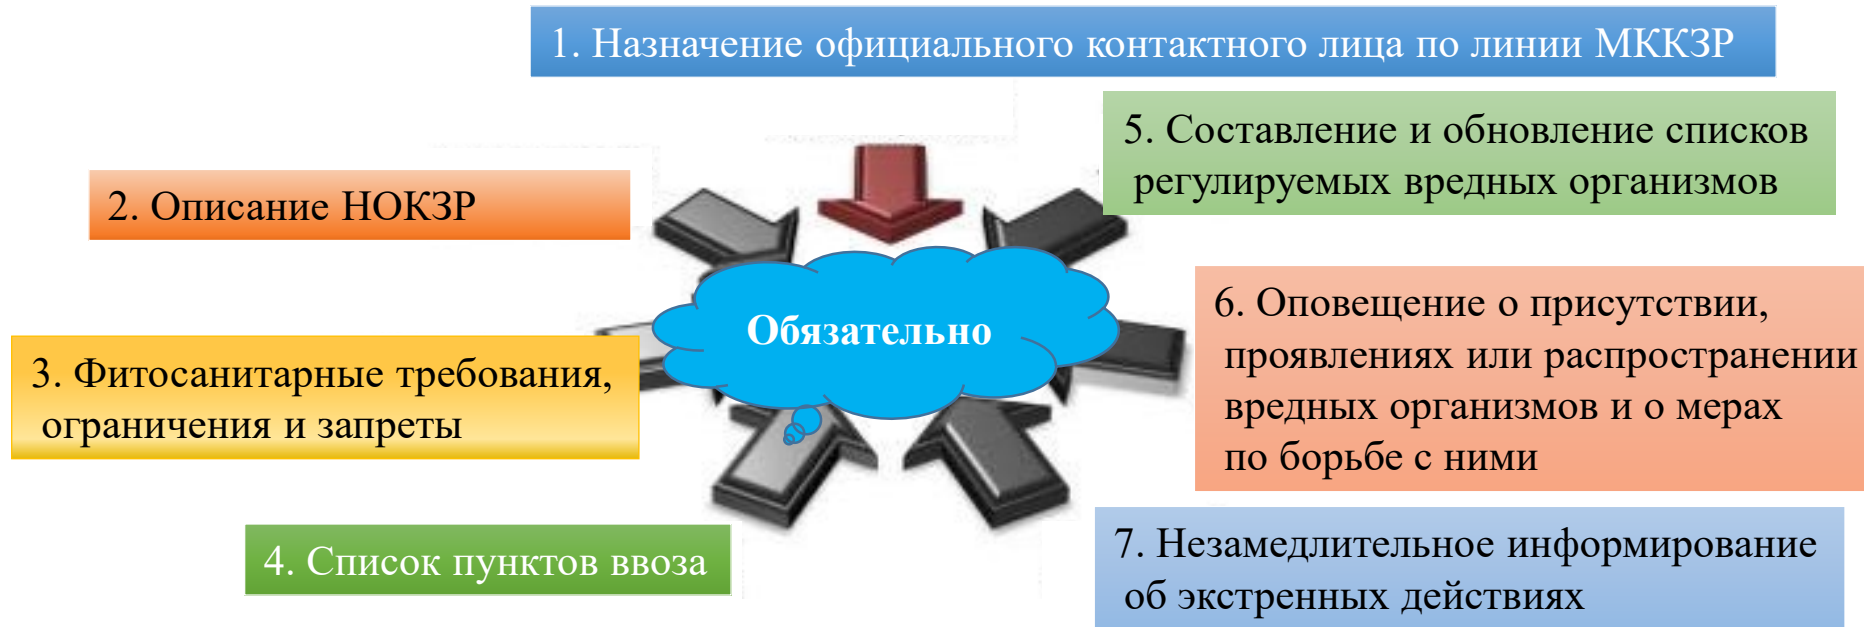 1. Назначение официального контактного лица по линии МККЗР
2. Описание НОКЗР
3. Фитосанитарные требования,
ограничения и запреты
4. Список пунктов ввоза
Обязательно
5. Составление и обновление списков
регулируемых вредных организмов
6. Оповещение о присутствии,
проявлениях или распространении
вредных организмов и о мерах
по борьбе с ними
7. Незамедлительное информирование
об экстренных действиях